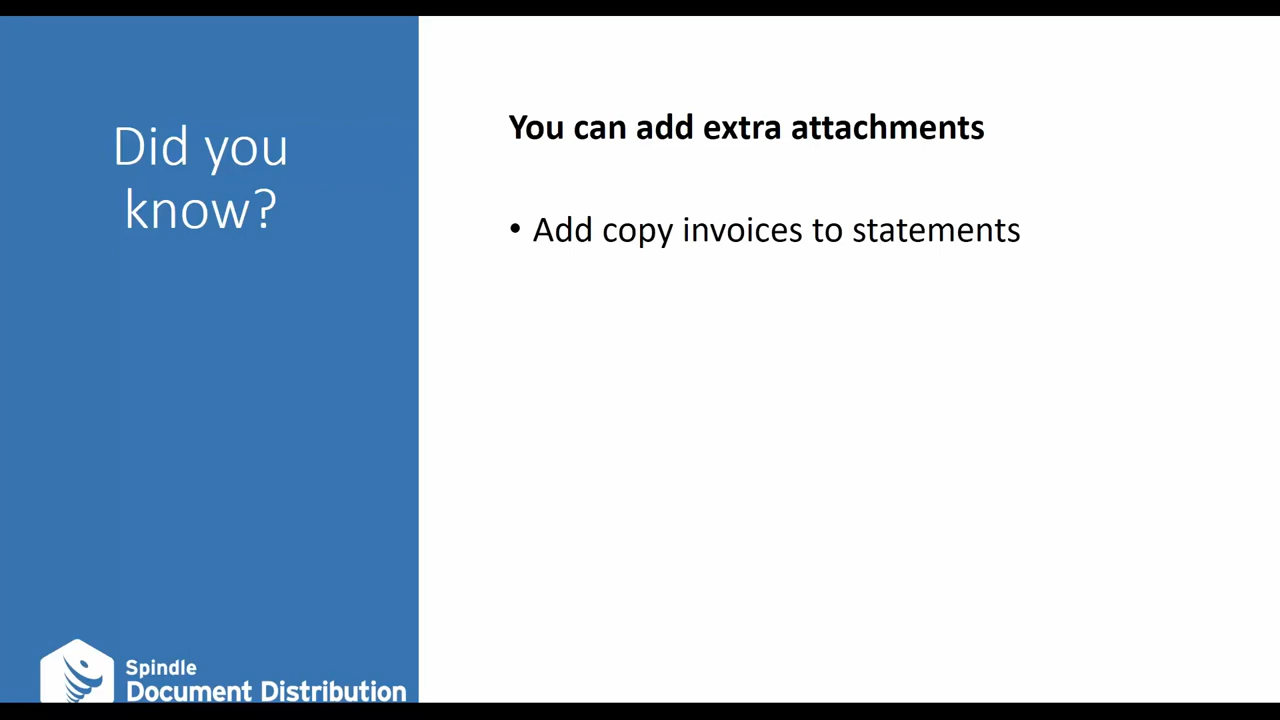 Did you
know?
You can add extra attachments
• Add copy invoices to statements
Spindle
Document Distribution